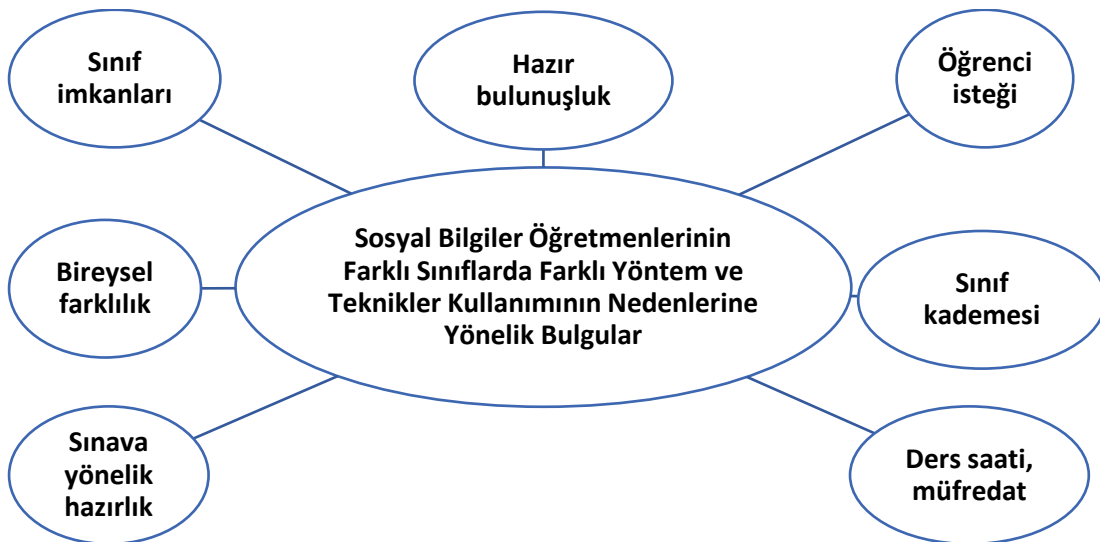 Sınıf
imkanları
Hazır
bulunuşluk
Öğrenci
isteği
Sosyal Bilgiler Öğretmenlerinin
Farklı Sınıflarda Farklı Yöntem ve
Teknikler Kullanımının Nedenlerine
Yönelik Bulgular
Bireysel
farklılık
Sınıf
kademesi
Sınava
yönelik
hazırlık
Ders saati,
müfredat